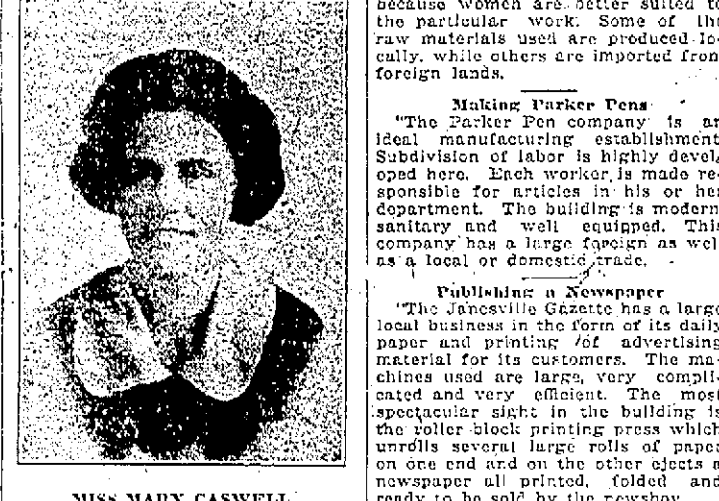 MISS MARY CASWELL
because women are better suited to
the particular work. Some of the
raw materials used are produced lo-
cally, while others are imported from
foreign lands.
Making Parker Pens
"The Parker Pen company is an
ideal manufacturing establishment.
Subdivision of labor is highly devel-
oped here. Each worker is made re-
sponsible for articles in his or her
department. The building is modern
sanitary and well equipped. This
company has a large foreign as well
as a local or domestic trade.
Publishing a Newspaper
"The Janesville Gazette has a large
local business in the form of its daily
paper and printing of advertising
material for its customers. The ma-
chines used are large, very compli-
cated and very efficient. The most
spectacular sight in the building is
the roller block printing press which
unrolls several large rolls of paper
on one end and on the other ejects a
newspaper all printed, folded and
ready to be sold by the newsboy.